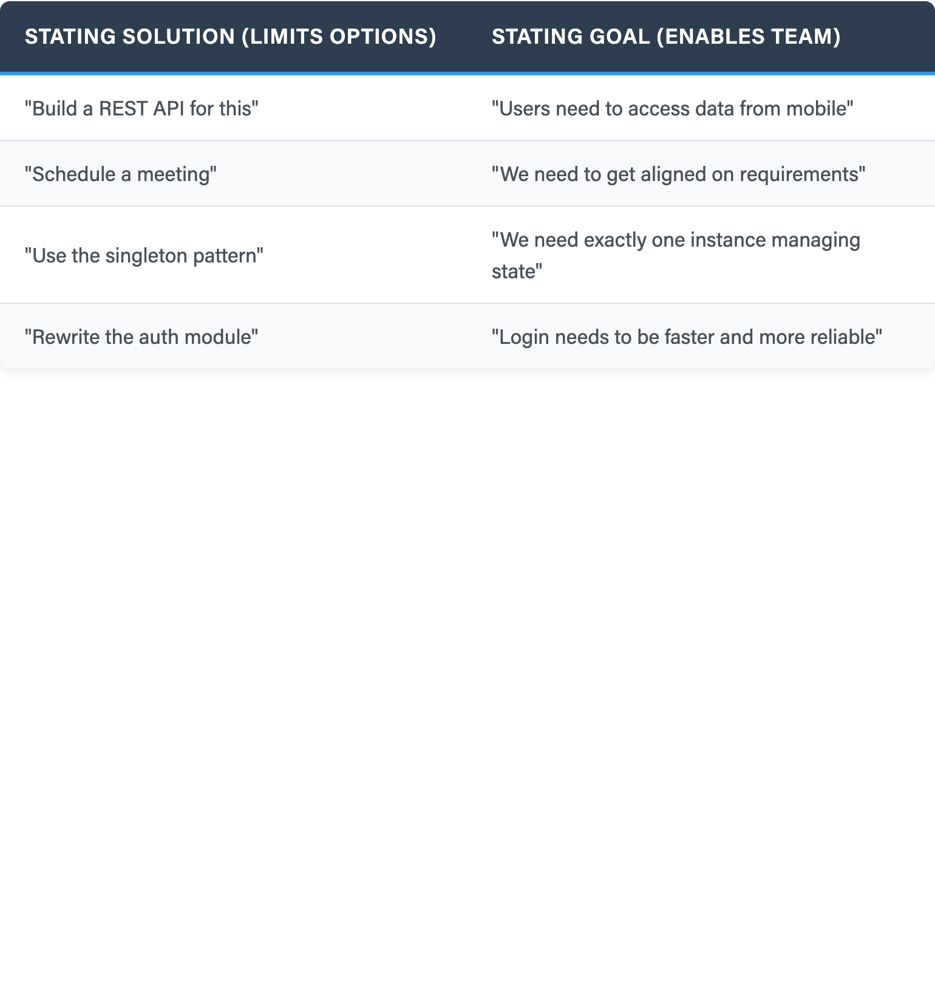 STATING SOLUTION (LIMITS OPTIONS)
STATING GOAL (ENABLES TEAM)
"Build a REST API for this"
"Users need to access data from mobile"
"Schedule a meeting"
"We need to get aligned on requirements"
"Use the singleton pattern"
"We need exactly one instance managing
state"
"Rewrite the auth module"
"Login needs to be faster and more reliable"